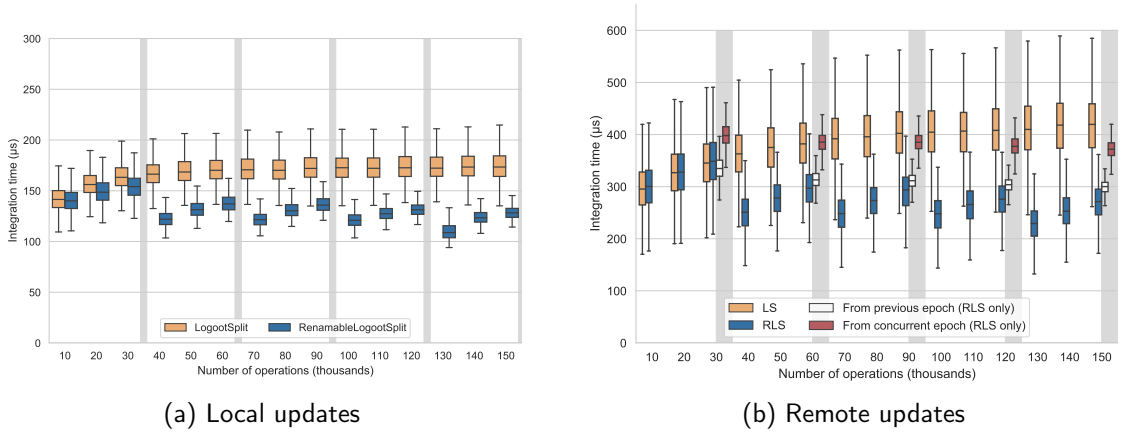 300
250
200
150
100
50
0
Integration time (µs)
LogootSplit
RenamableLogootSplit
10 20 30 40 50 60 70 80 90 100 110 120 130 140 150
Number of operations (thousands)
(a) Local updates
600
500
400
300
200
100
0
Integration time (µs)
LS
RLS
From previous epoch (RLS only)
From concurrent epoch (RLS only)
10 20 30 40 50 60 70 80 90 100 110 120 130 140 150
Number of operations (thousands)
(b) Remote updates